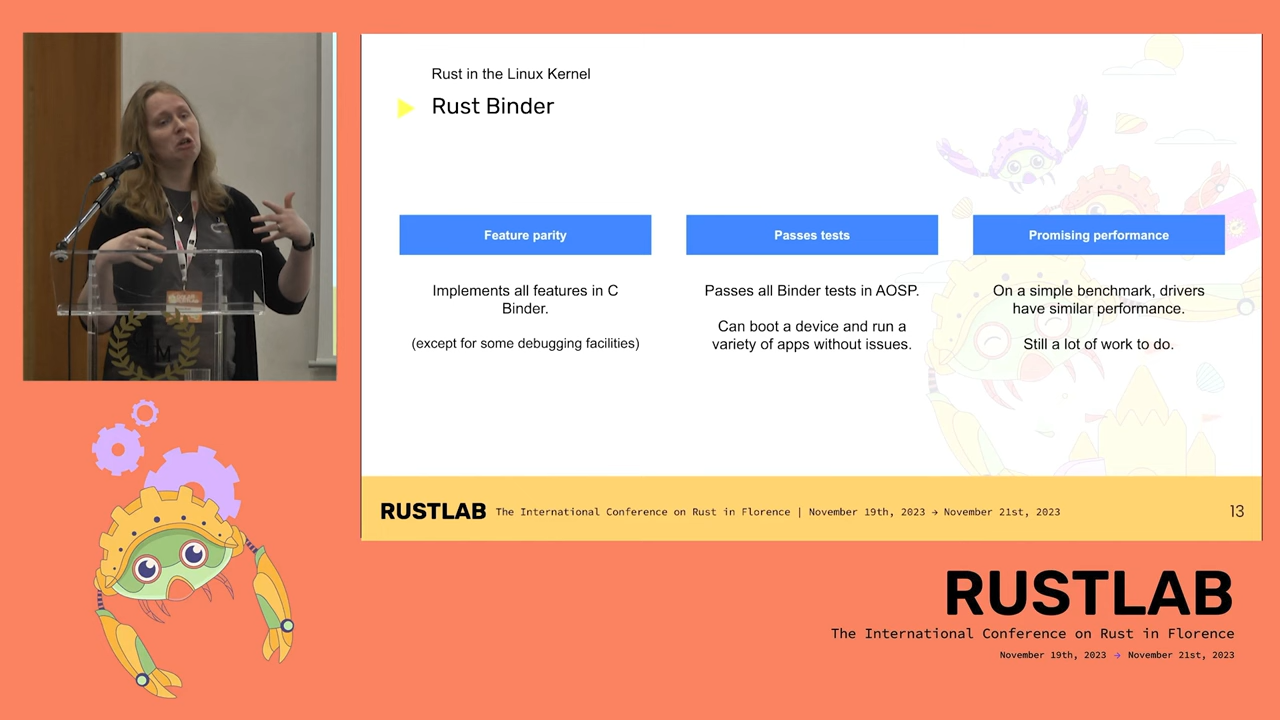 Rust in the Linux Kernel
Rust Binder
Feature parity
Implements all features in C
Binder.
(except for some debugging facilities)
Passes tests
Passes all Binder tests in AOSP.
Can boot a device and run a
variety of apps without issues.
Promising performance
On a simple benchmark, drivers
have similar performance.
Still a lot of work to do.
RUSTLAB The International Conference on Rust in Florence | November 19th, 2023 → November 21st, 2023
13
RUSTLAB
The International Conference on Rust in Florence
November 19th, 2023 → November 21st, 2023